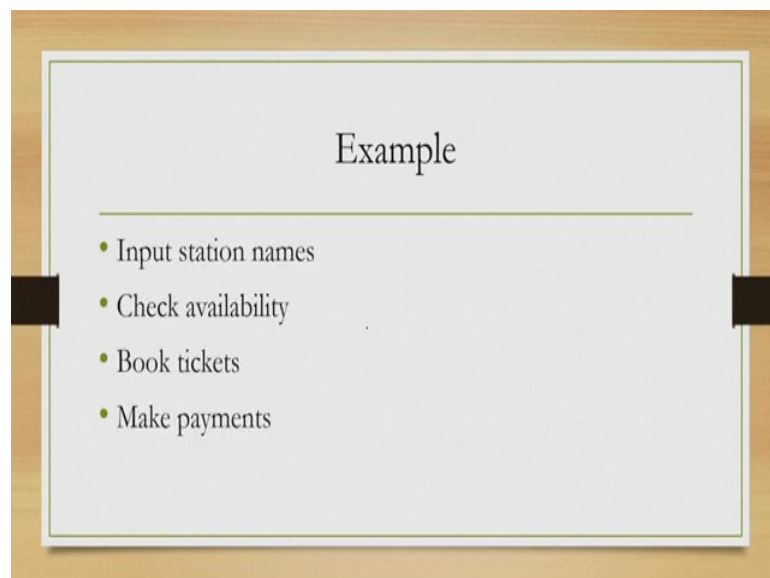 Example
• Input station names
• Check availability
• Book tickets
• Make payments